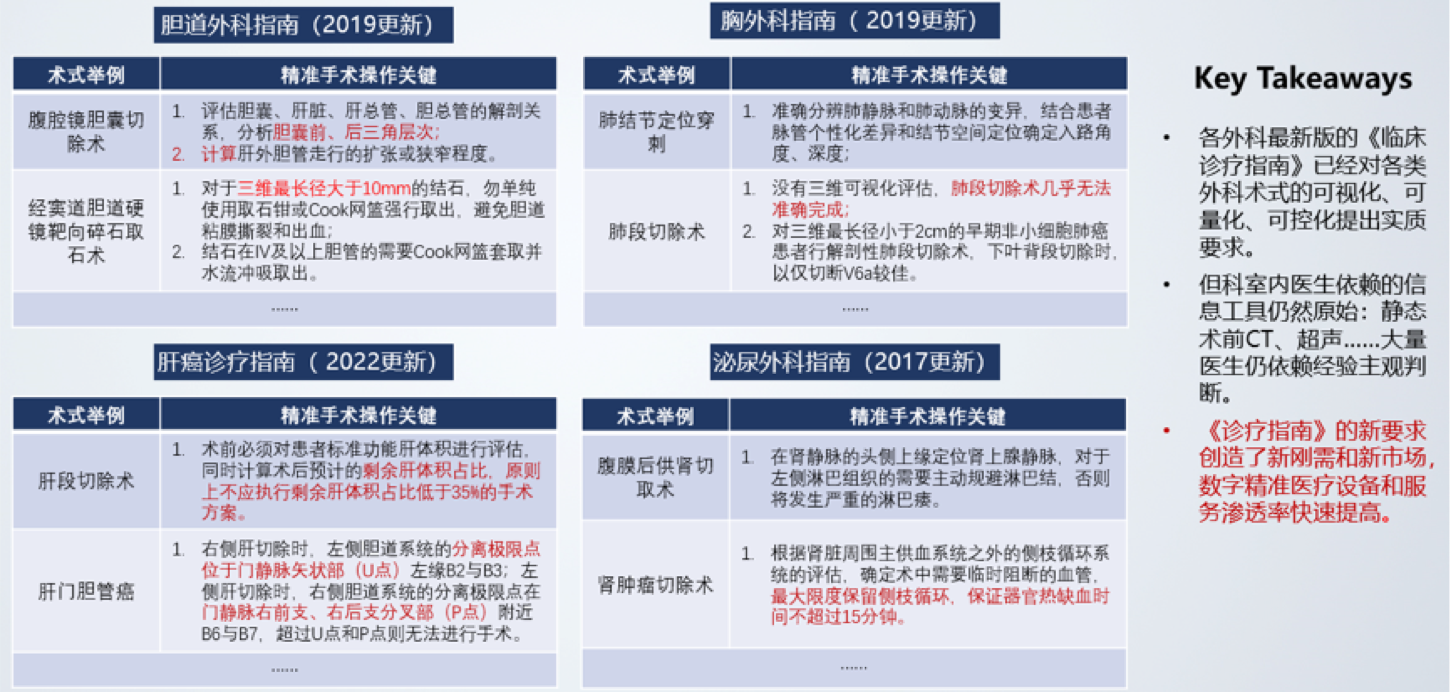 胆道外科指南（2019更新）
术式举例
精准手术操作关键
腹腔镜胆囊切
除术
1. 评估胆囊、肝脏、肝总管、胆总管的解剖关
系，分析胆囊前、后三角层次；
2. 计算肝外胆管走行的扩张或狭窄程度。
经窦道胆道硬
镜靶向碎石取
石术
1. 对于三维最长径大于10mm的结石，勿单纯
使用取石钳或Cook网篮强行取出，避免胆道
粘膜撕裂和出血；
2. 结石在IV及以上胆管的需要Cook网篮套取并
水流冲吸取出。
……
胸外科指南（ 2019更新）
术式举例
精准手术操作关键
肺结节定位穿
刺
1. 准确分辨肺静脉和肺动脉的变异，结合患者
脉管个性化差异和结节空间定位确定入路角
度、深度；
肺段切除术
1. 没有三维可视化评估，肺段切除术几乎无法
准确完成；
2. 对三维最长径小于2cm的早期非小细胞肺癌
患者行解剖性肺段切除术，下叶背段切除时，
以仅切断V6a较佳。
……
肝癌诊疗指南（ 2022更新）
术式举例
精准手术操作关键
肝段切除术
1. 术前必须对患者标准功能肝体积进行评估，
同时计算术后预计的剩余肝体积占比，原则
上不应执行剩余肝体积占比低于35%的手术
方案。
肝门胆管癌
1. 右侧肝切除时，左侧胆道系统的分离极限点
位于门静脉矢状部（U点）左缘B2与B3；左
侧肝切除时，右侧胆道系统的分离极限点在
门静脉右前支、右后支分叉部（P点）附近
B6与B7，超过U点和P点则无法进行手术。
……
泌尿外科指南（2017更新）
术式举例
精准手术操作关键
腹膜后供肾切
取术
1. 在肾静脉的头侧上缘定位肾上腺静脉，对于
左侧淋巴组织的需要主动规避淋巴结，否则
将发生严重的淋巴瘘。
肾肿瘤切除术
1. 根据肾脏周围主供血系统之外的侧枝循环系
统的评估，确定术中需要临时阻断的血管，
最大限度保留侧枝循环，保证器官热缺血时
间不超过15分钟。
……
Key Takeaways
• 各外科最新版的《临床
诊疗指南》已经对各类
外科术式的可视化、可
量化、可控化提出实质
要求。
• 但科室内医生依赖的信
息工具仍然原始：静态
术前CT、超声……大量
医生仍依赖经验主观判
断。
• 《诊疗指南》的新要求
创造了新刚需和新市场，
数字精准医疗设备和服
务渗透率快速提高。